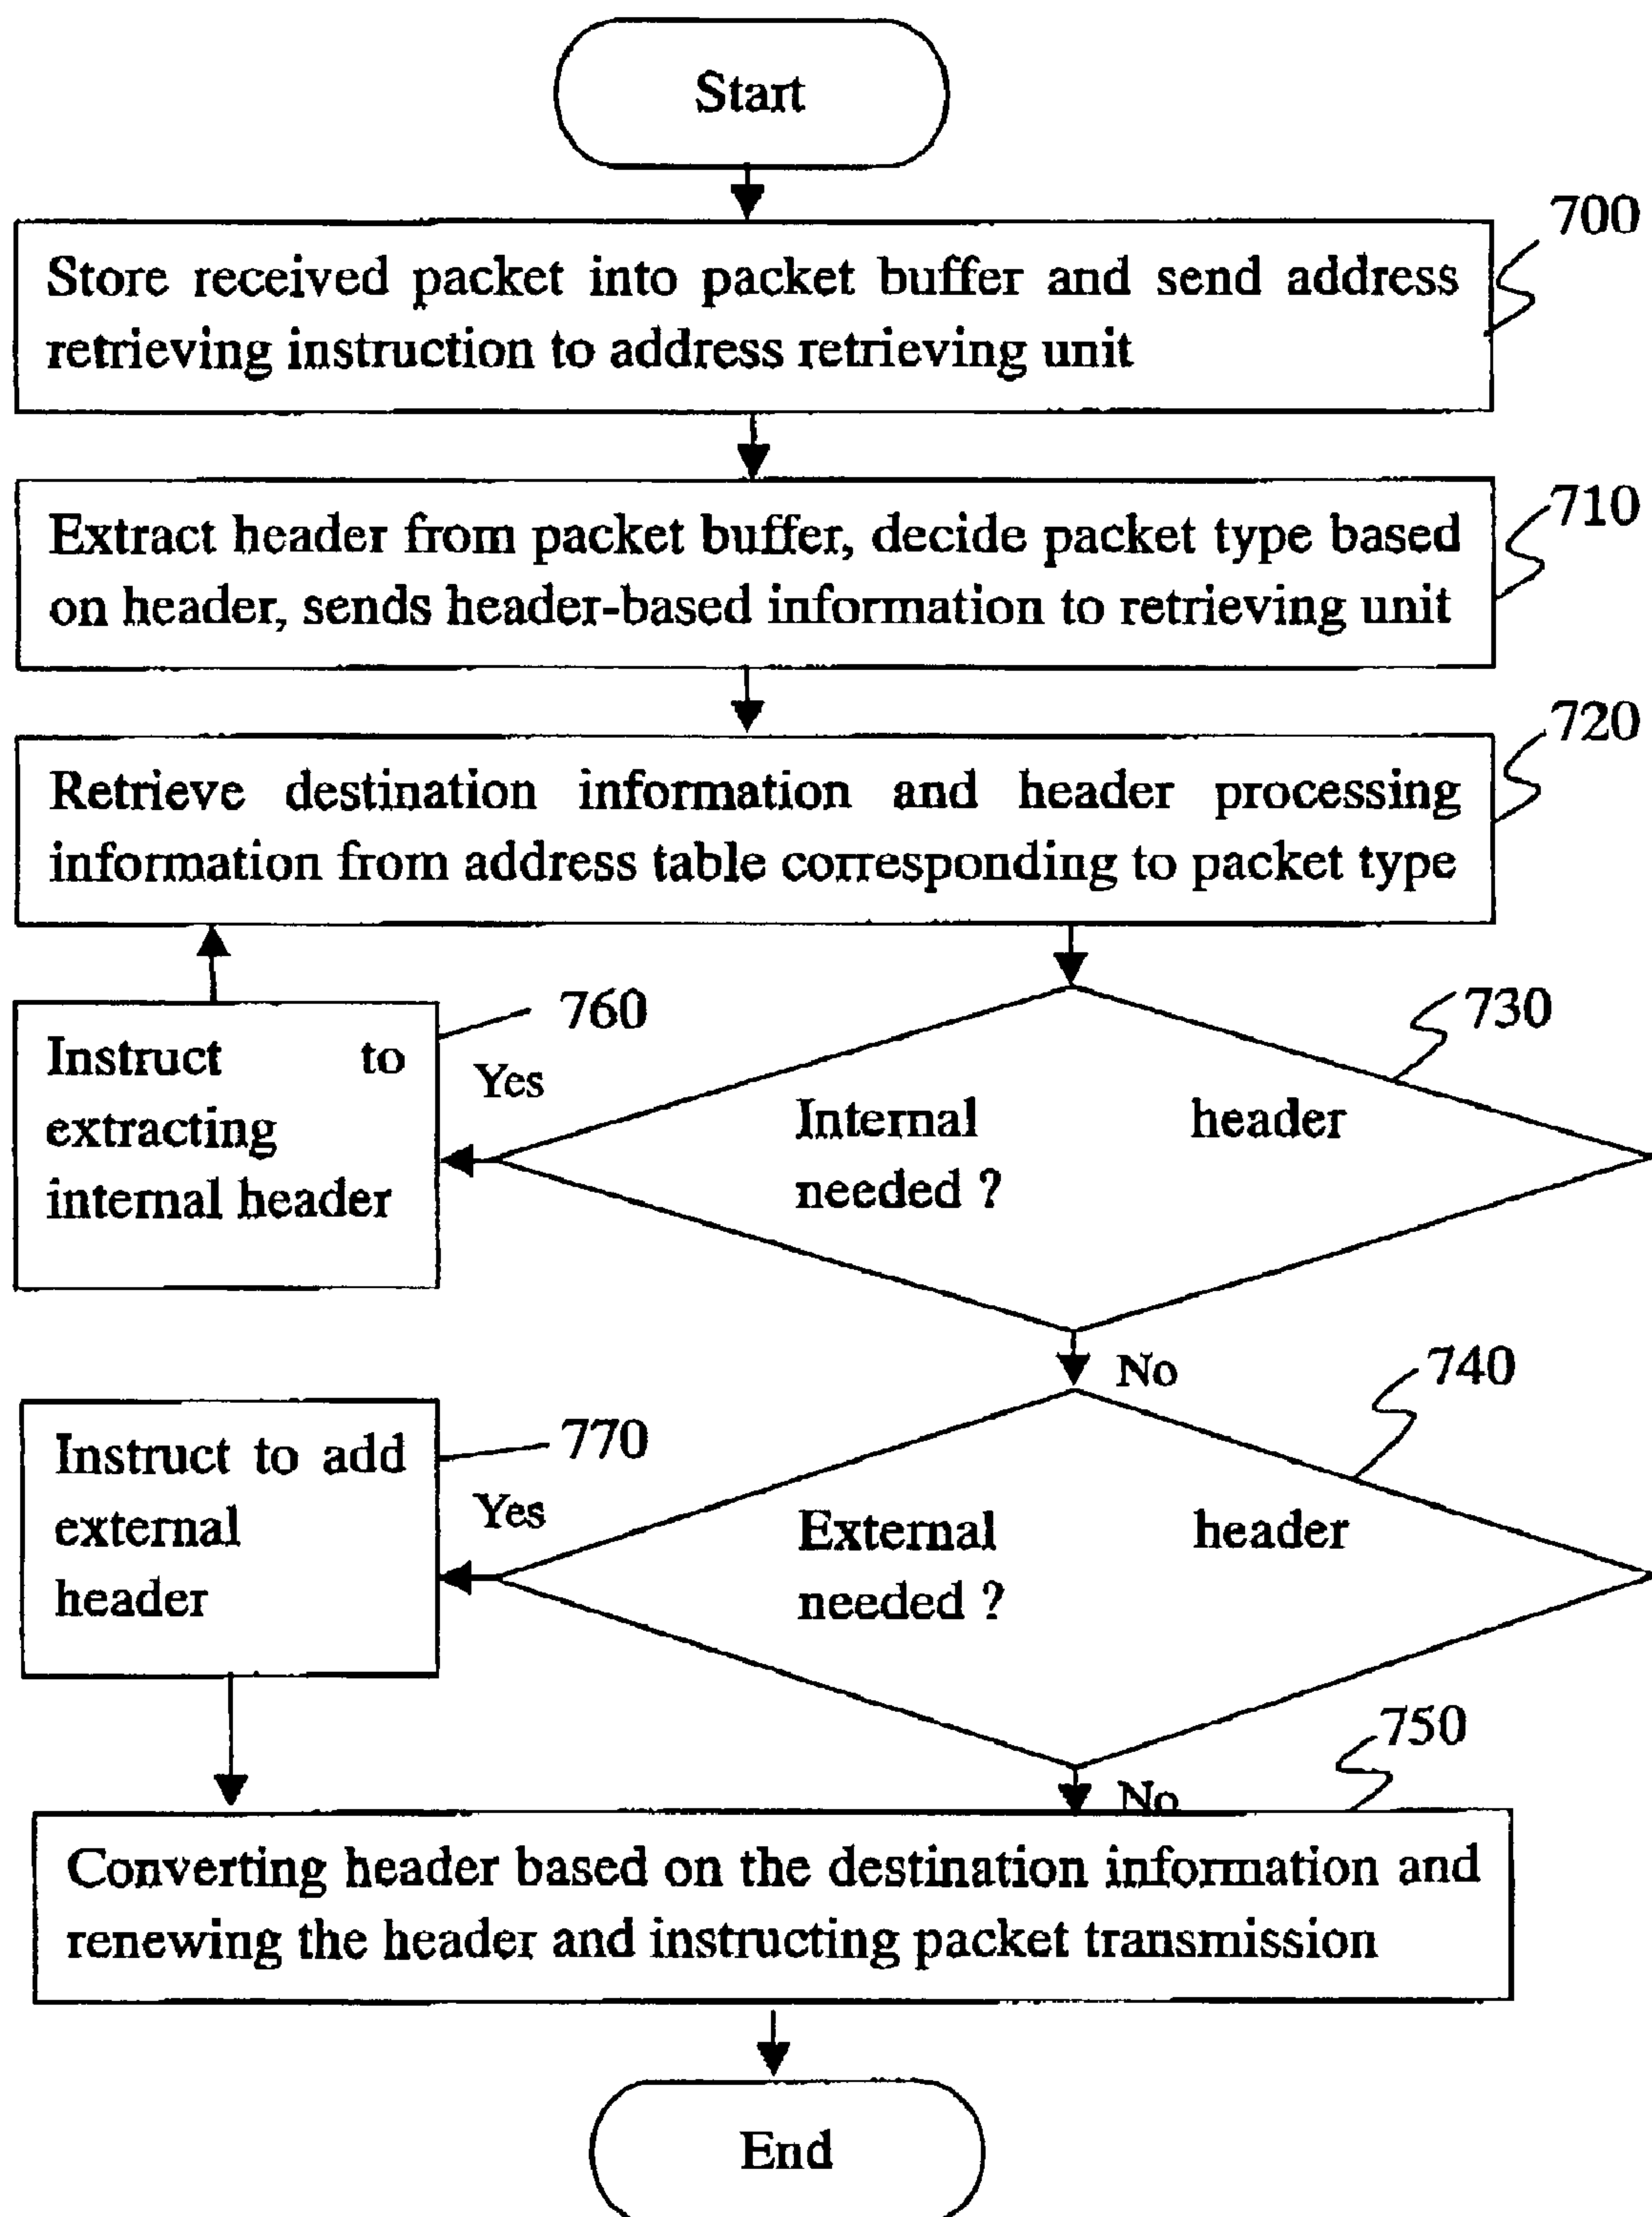 Start
700
Store received packet into packet buffer and send address
retrieving instruction to address retrieving unit
710
Extract header from packet buffer, decide packet type based
on header, sends header-based information to retrieving unit
720
Retrieve destination information and header processing
information from address table corresponding to packet type
760
730
Instruct to
extracting
internal header
Yes
Internal header
needed ?
No
740
770
Instruct to add
external
header
Yes
External header
needed ?
750
No
Converting header based on the destination information and
renewing the header and instructing packet transmission
End